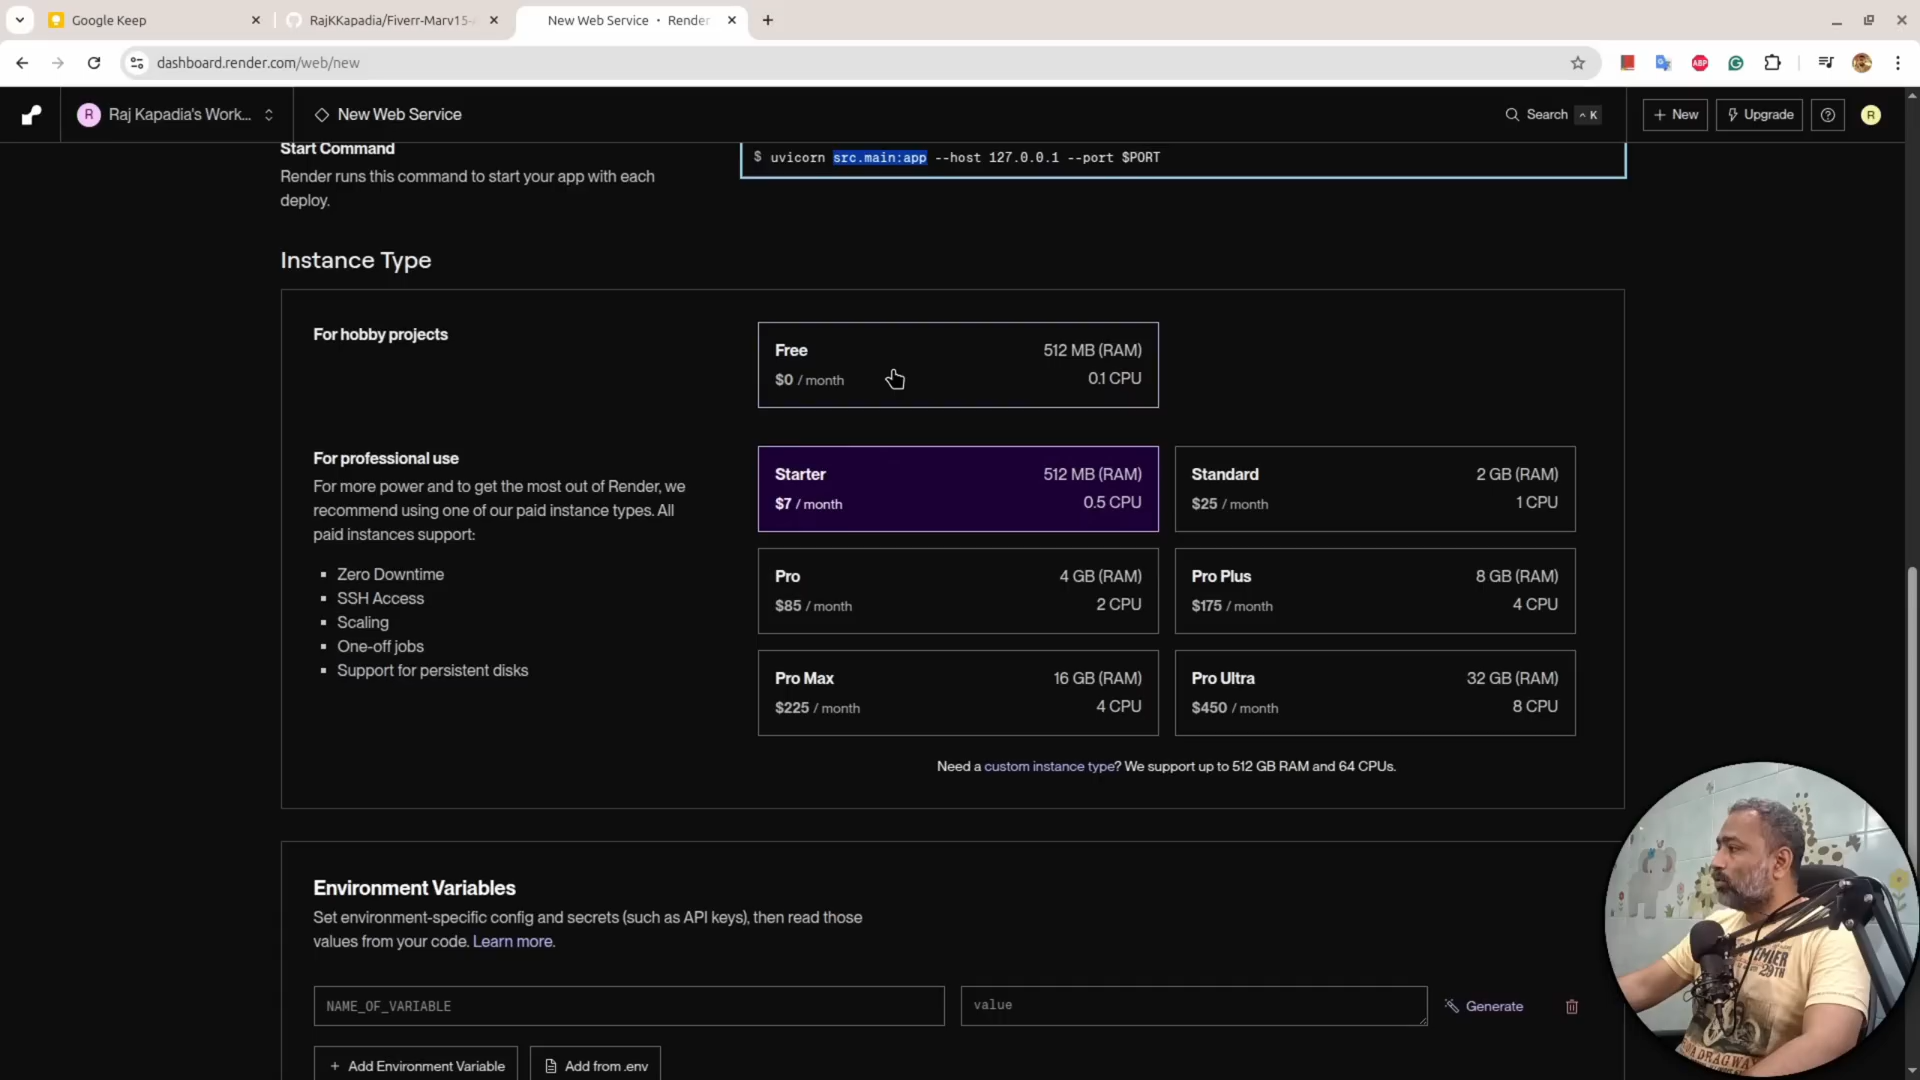 Google Keep
RajKKapadia/Fiverr-Marv15-
New Web Service · Render
dashboard.render.com/web/new
ABP
R Raj Kapadia's Work...
New Web Service
Search ^ K
+ New
Upgrade
R
Start Command
Render runs this command to start your app with each
deploy.
$ uvicorn src.main:app --host 127.0.0.1 --port $PORT
Instance Type
For hobby projects
Free 512 MB (RAM)
$0 / month 0.1 CPU
For professional use
For more power and to get the most out of Render, we
recommend using one of our paid instance types. All
paid instances support:
▪ Zero Downtime
▪ SSH Access
▪ Scaling
▪ One-off jobs
▪ Support for persistent disks
Starter 512 MB (RAM)
$7 / month 0.5 CPU
Standard 2 GB (RAM)
$25 / month 1 CPU
Pro 4 GB (RAM)
$85 / month 2 CPU
Pro Plus 8 GB (RAM)
$175 / month 4 CPU
Pro Max 16 GB (RAM)
$225 / month 4 CPU
Pro Ultra 32 GB (RAM)
$450 / month 8 CPU
Need a custom instance type? We support up to 512 GB RAM and 64 CPUs.
Environment Variables
Set environment-specific config and secrets (such as API keys), then read those
values from your code. Learn more.
NAME_OF_VARIABLE
value
Generate
+ Add Environment Variable
Add from .env